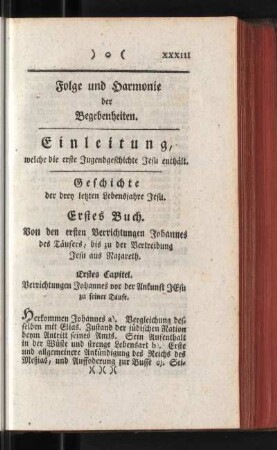 ) o ( XXXIII
Folge und Harmonie
der
Begebenheiten.
Einleitung,
welche die erste Jugendgeschichte Jesu enthält.
Geschichte
der drey letzten Lebensjahre Jesu.
Erstes Buch.
Von den ersten Verrichtungen Johannes
des Täufers, bis zu der Vertreibung
Jesu aus Nazareth.
Erstes Capitel.
Verrichtungen Johannes vor der Ankunst JEsu
zu seiner Taufe.
Herkommen Johannes a). Vergleichung des-
selben mit Elias. Zustand der jüdischen Nation
beym Antritt seines Amts. Sein Aufenthalt
in der Wüste und strenge Lebensart b). Erste
und allgemeinere Ankündigung des Reichs des
Meßias, und Aufforderung zur Busse c). Sei-
X X X